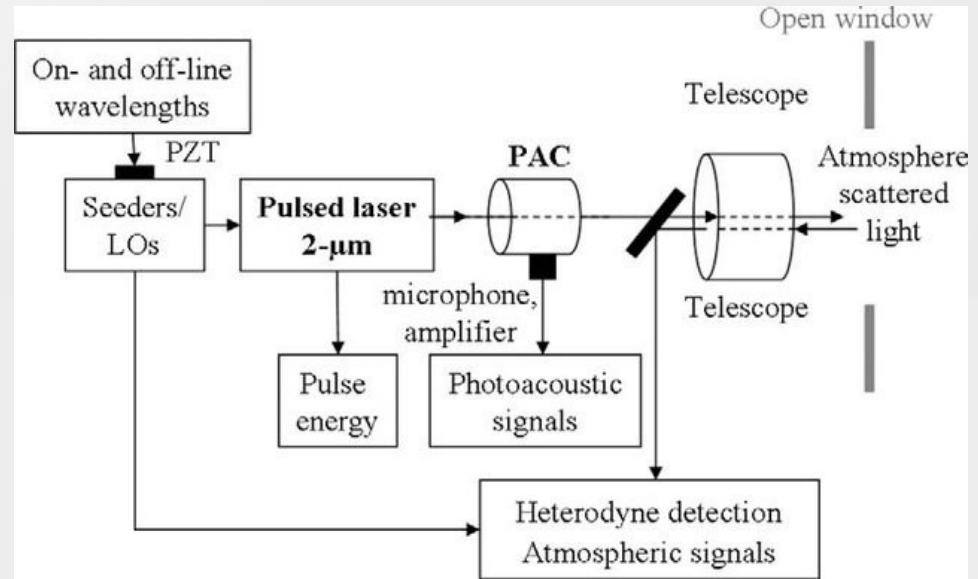 Open window
On- and off-line
wavelengths
Telescope
PZT
PAC
Atmosphere
scattered
light
Seeders/
LOs
Pulsed laser
2-μm
microphone,
amplifier
Telescope
Pulse
energy
Photoacoustic
signals
Heterodyne detection
Atmospheric signals